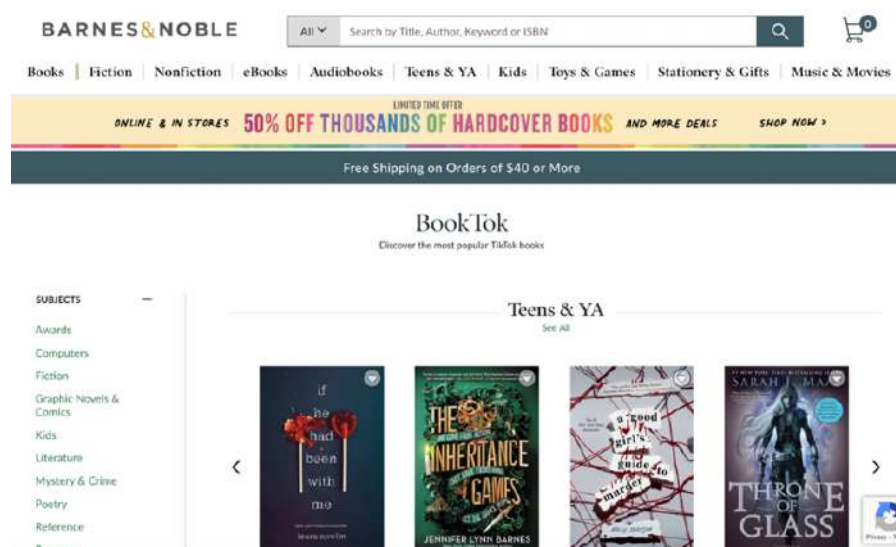 BARNES&NOBLE
All
Search by Title, Author, Keyword or ISBN
0
Books Fiction Nonfiction eBooks Audiobooks Teens & YA Kids Toys & Games Stationery & Gifts Music & Movies
LIMITED TIME OFFER
ONLINE & IN STORES 50% OFF THOUSANDS OF HARDCOVER BOOKS AND MORE DEALS SHOP NOW >
Free Shipping on Orders of $40 or More
BookTok
Discover the most popular TikTok books
SUBJECTS
Awards
Computers
Fiction
Graphic Novels &
Comics
Kids
Literature
Mystery & Crime
Poetry
Reference
Teens & YA
See All
if
he
had
been
with
me
THE
INHERITANCE
GAMES
JENNIFER LYNN BARNES
a good
girl's
guide to
murder
SARAH J. MAAS
THRONE
OF
GLASS
Privacy